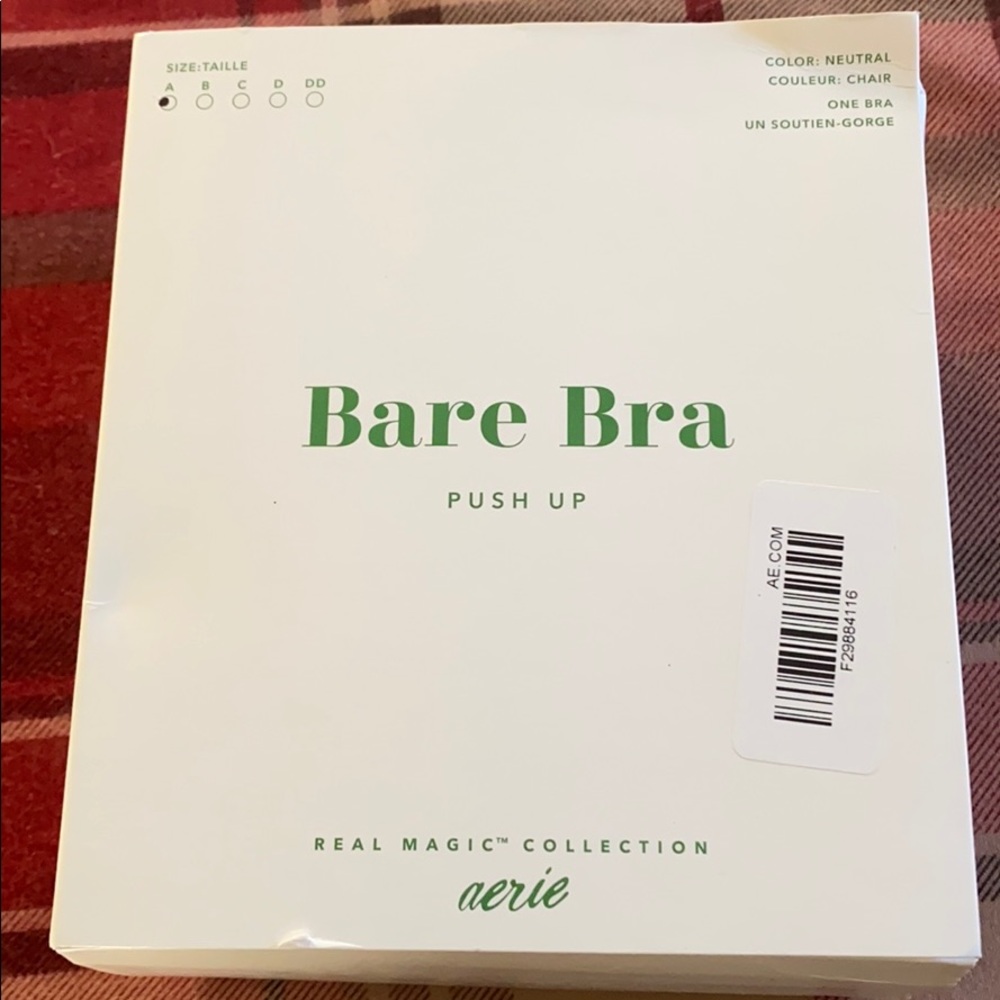 SIZE:TAILLE
A B C D DD
COLOR: NEUTRAL
COULEUR: CHAIR
ONE BRA
UN SOUTIEN-GORGE
Bare Bra
PUSH UP
AE.COM
F29884116
REAL MAGIC™ COLLECTION
aerie